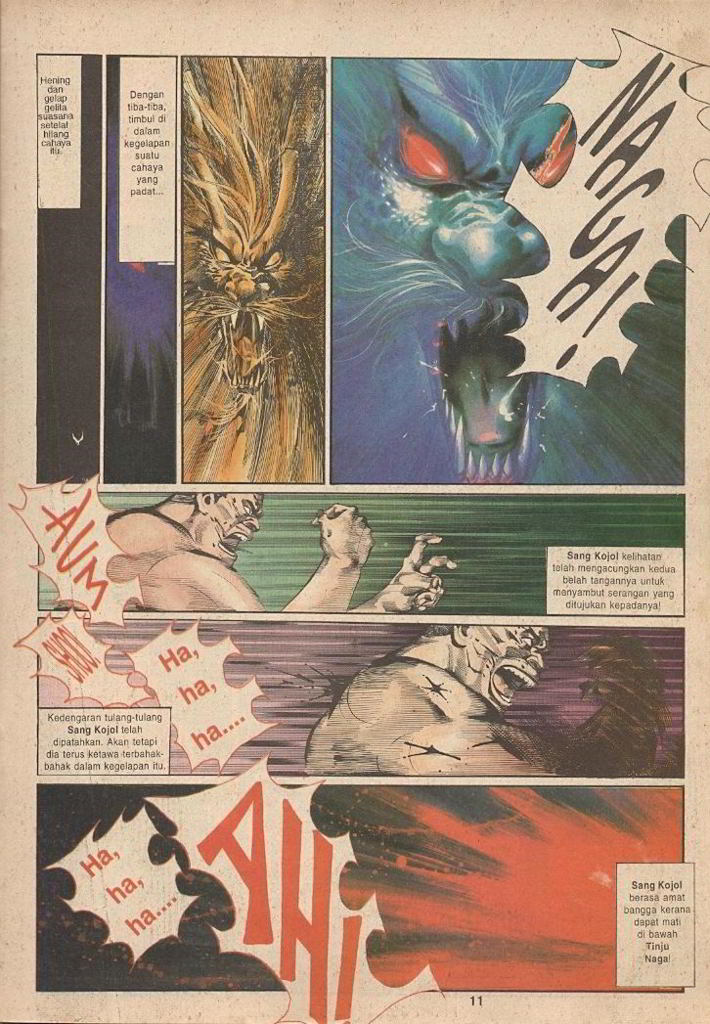 Hening
dan
gelap
gelita
suasana
setelah
hilang
cahaya
itu.
Dengan
tiba-tiba,
timbul di
dalam
kegelapan
suatu
cahaya
yang
padat...
NAGA!
AUM
Sang Kojol kelihatan
telah mengacungkan kedua
belah tangannya untuk
menyambut serangan yang
ditujukan kepadanya!
Ha,
ha,
ha....
Kedengaran tulang-tulang
Sang Kojol telah
dipatahkan. Akan tetapi
dia terus ketawa terbahak-
bahak dalam kegelapan itu.
AHI
Ha,
ha,
ha....
Sang Kojol
berasa amat
bangga kerana
dapat mati
di bawah
Tinju
Naga!
11